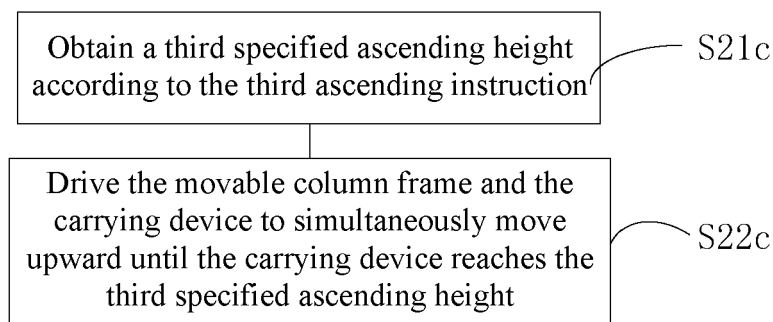 Obtain a third specified ascending height
according to the third ascending instruction
S21c
Drive the movable column frame and the
carrying device to simultaneously move
upward until the carrying device reaches the
third specified ascending height
S22c